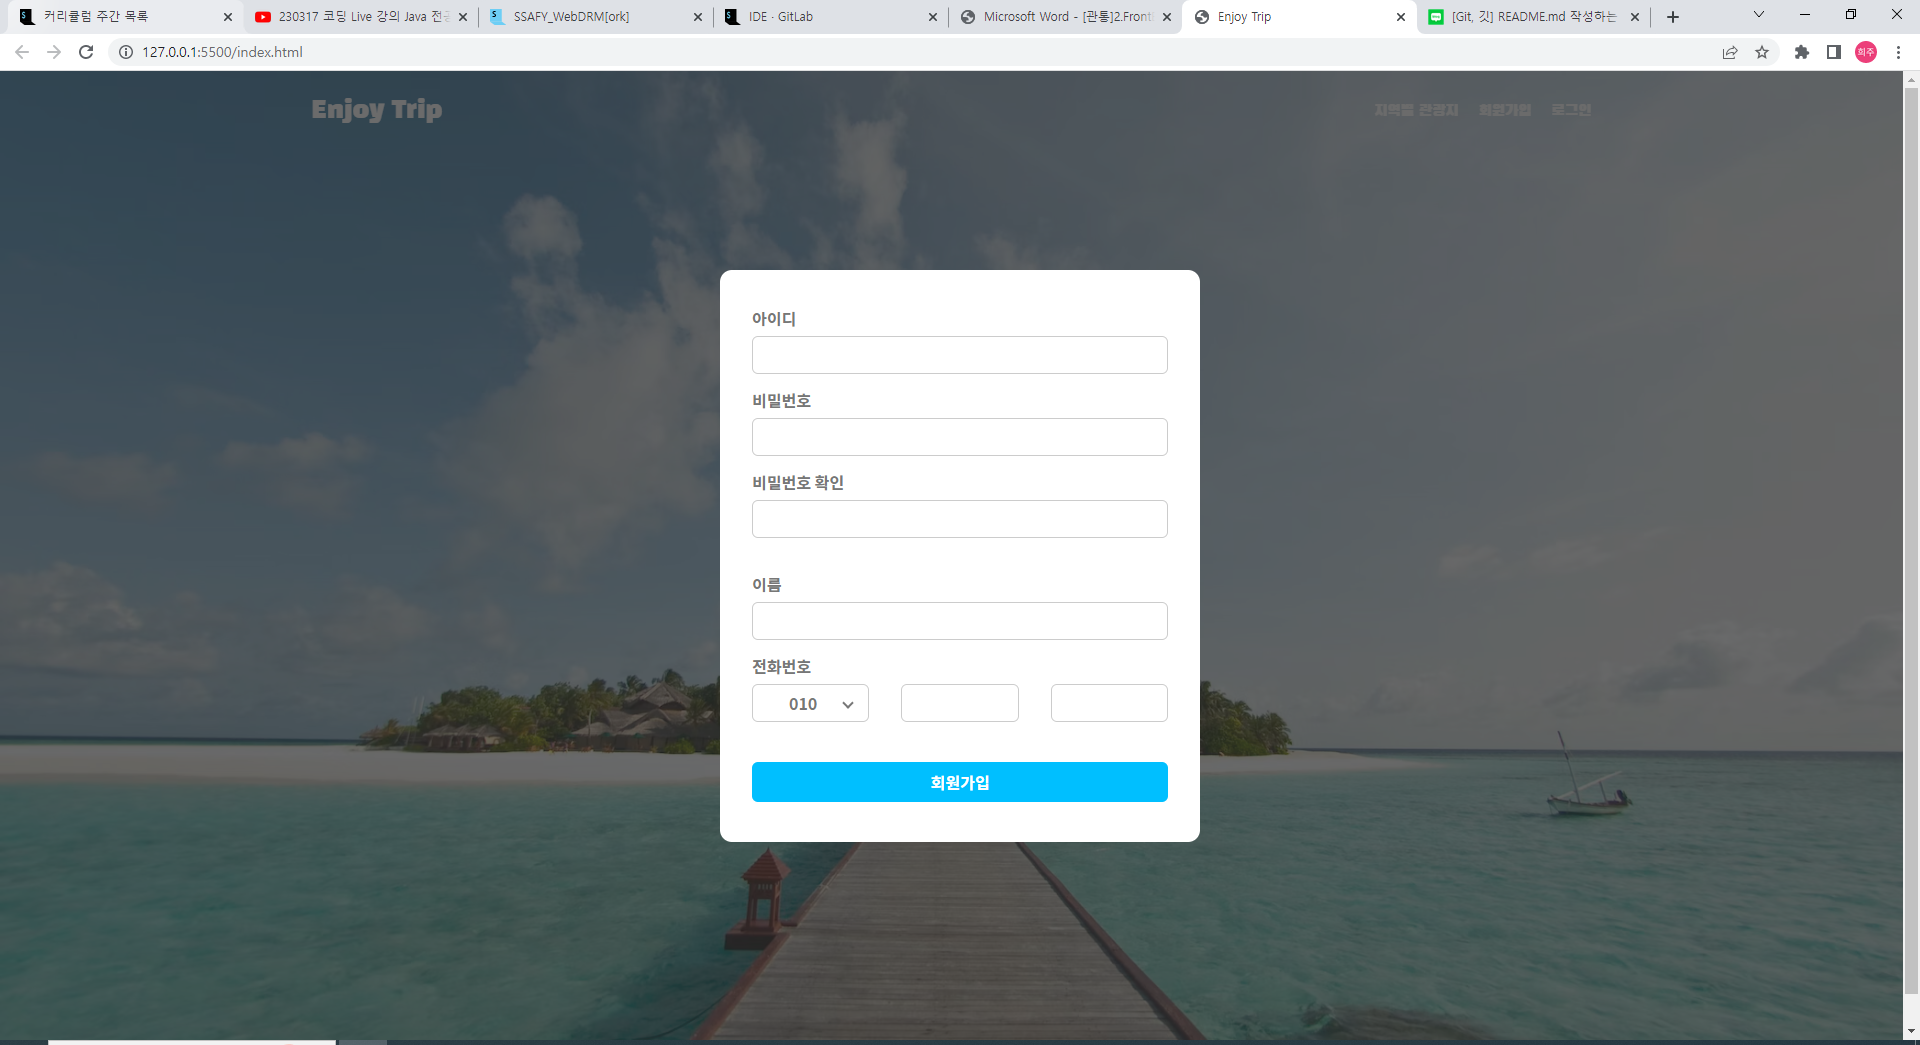 커리큘럼 주간 목록
230317 코딩 Live 강의 Java 전공
SSAFY_WebDRM[ork]
IDE · GitLab
Microsoft Word - [관통]2.Front
Enjoy Trip
[Git, 깃] README.md 작성하는
127.0.0.1:5500/index.html
희주
Enjoy Trip
지역별 관광지 회원가입 로그인
아이디
비밀번호
비밀번호 확인
이름
전화번호
010
회원가입